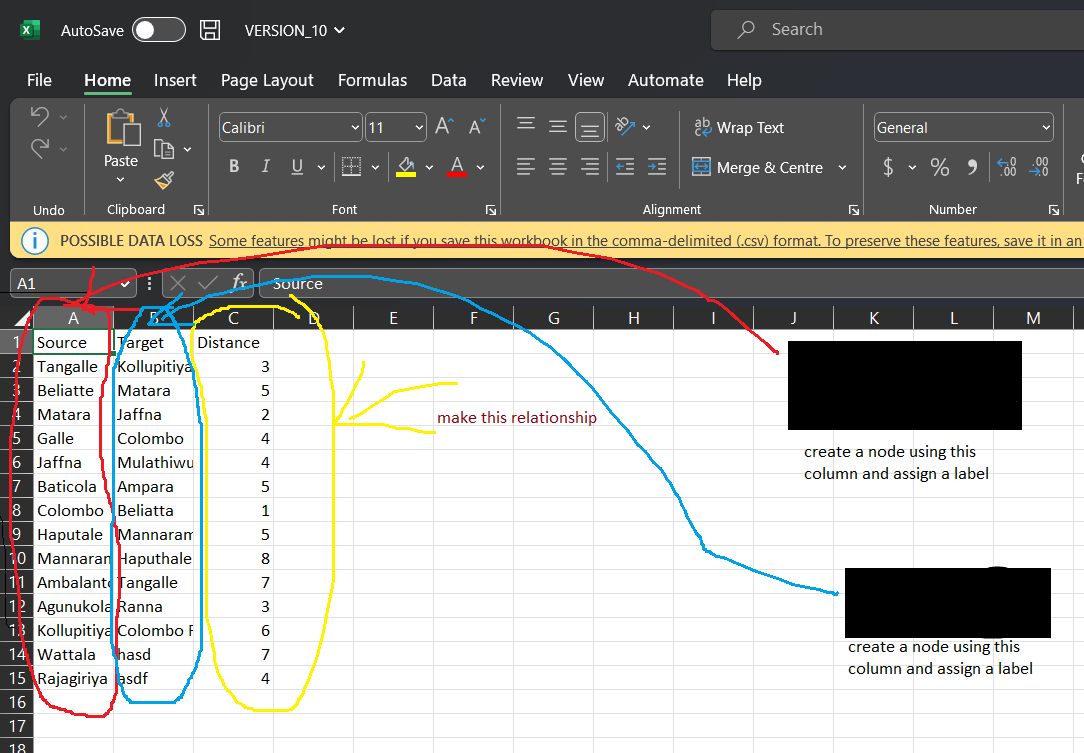 AutoSave VERSION_10 Search
File Home Insert Page Layout Formulas Data Review View Automate Help
Calibri 11 Wrap Text General
Paste B I U A Merge & Centre $ %
Undo Clipboard Font Alignment Number
POSSIBLE DATA LOSS Some features might be lost if you save this workbook in the comma-delimited (.csv) format. To preserve these features, save it in an
A1 fx Source
A B C D E F G H I J K L M
1 Source Target Distance
2 Tangalle Kollupitiya 3
3 Beliatte Matara 5
4 Matara Jaffna 2
make this relationship
5 Galle Colombo 4
6 Jaffna Mulathiwu 4
create a node using this
column and assign a label
7 Baticola Ampara 5
8 Colombo Beliatta 1
9 Haputale Mannaram 5
10 Mannaran Haputhale 8
11 Ambalanto Tangalle 7
12 Agunukola Ranna 3
13 Kollupitiya Colombo F 6
14 Wattala hasd 7
create a node using this
column and assign a label
15 Rajagiriya asdf 4
16
17
18